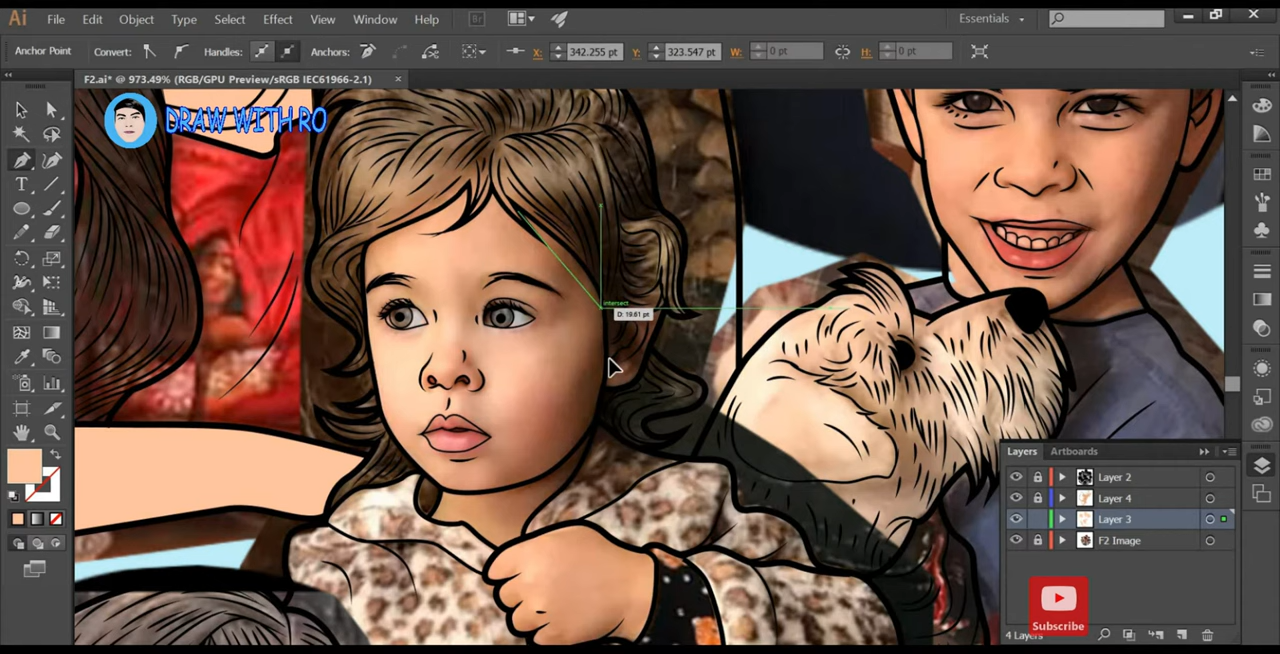 Ai File Edit Object Type Select Effect View Window Help Br Essentials
Anchor Point Convert: Handles: Anchors: X: 342.255 pt Y: 323.547 pt W: 0 pt H: 0 pt
F2.ai* @ 973.49% (RGB/GPU Preview/sRGB IEC61966-2.1) ×
DRAW WITH RO
intersect
D: 19.61 pt
Layers Artboards
Layer 2
Layer 4
Layer 3
F2 Image
Subscribe
4 Layers